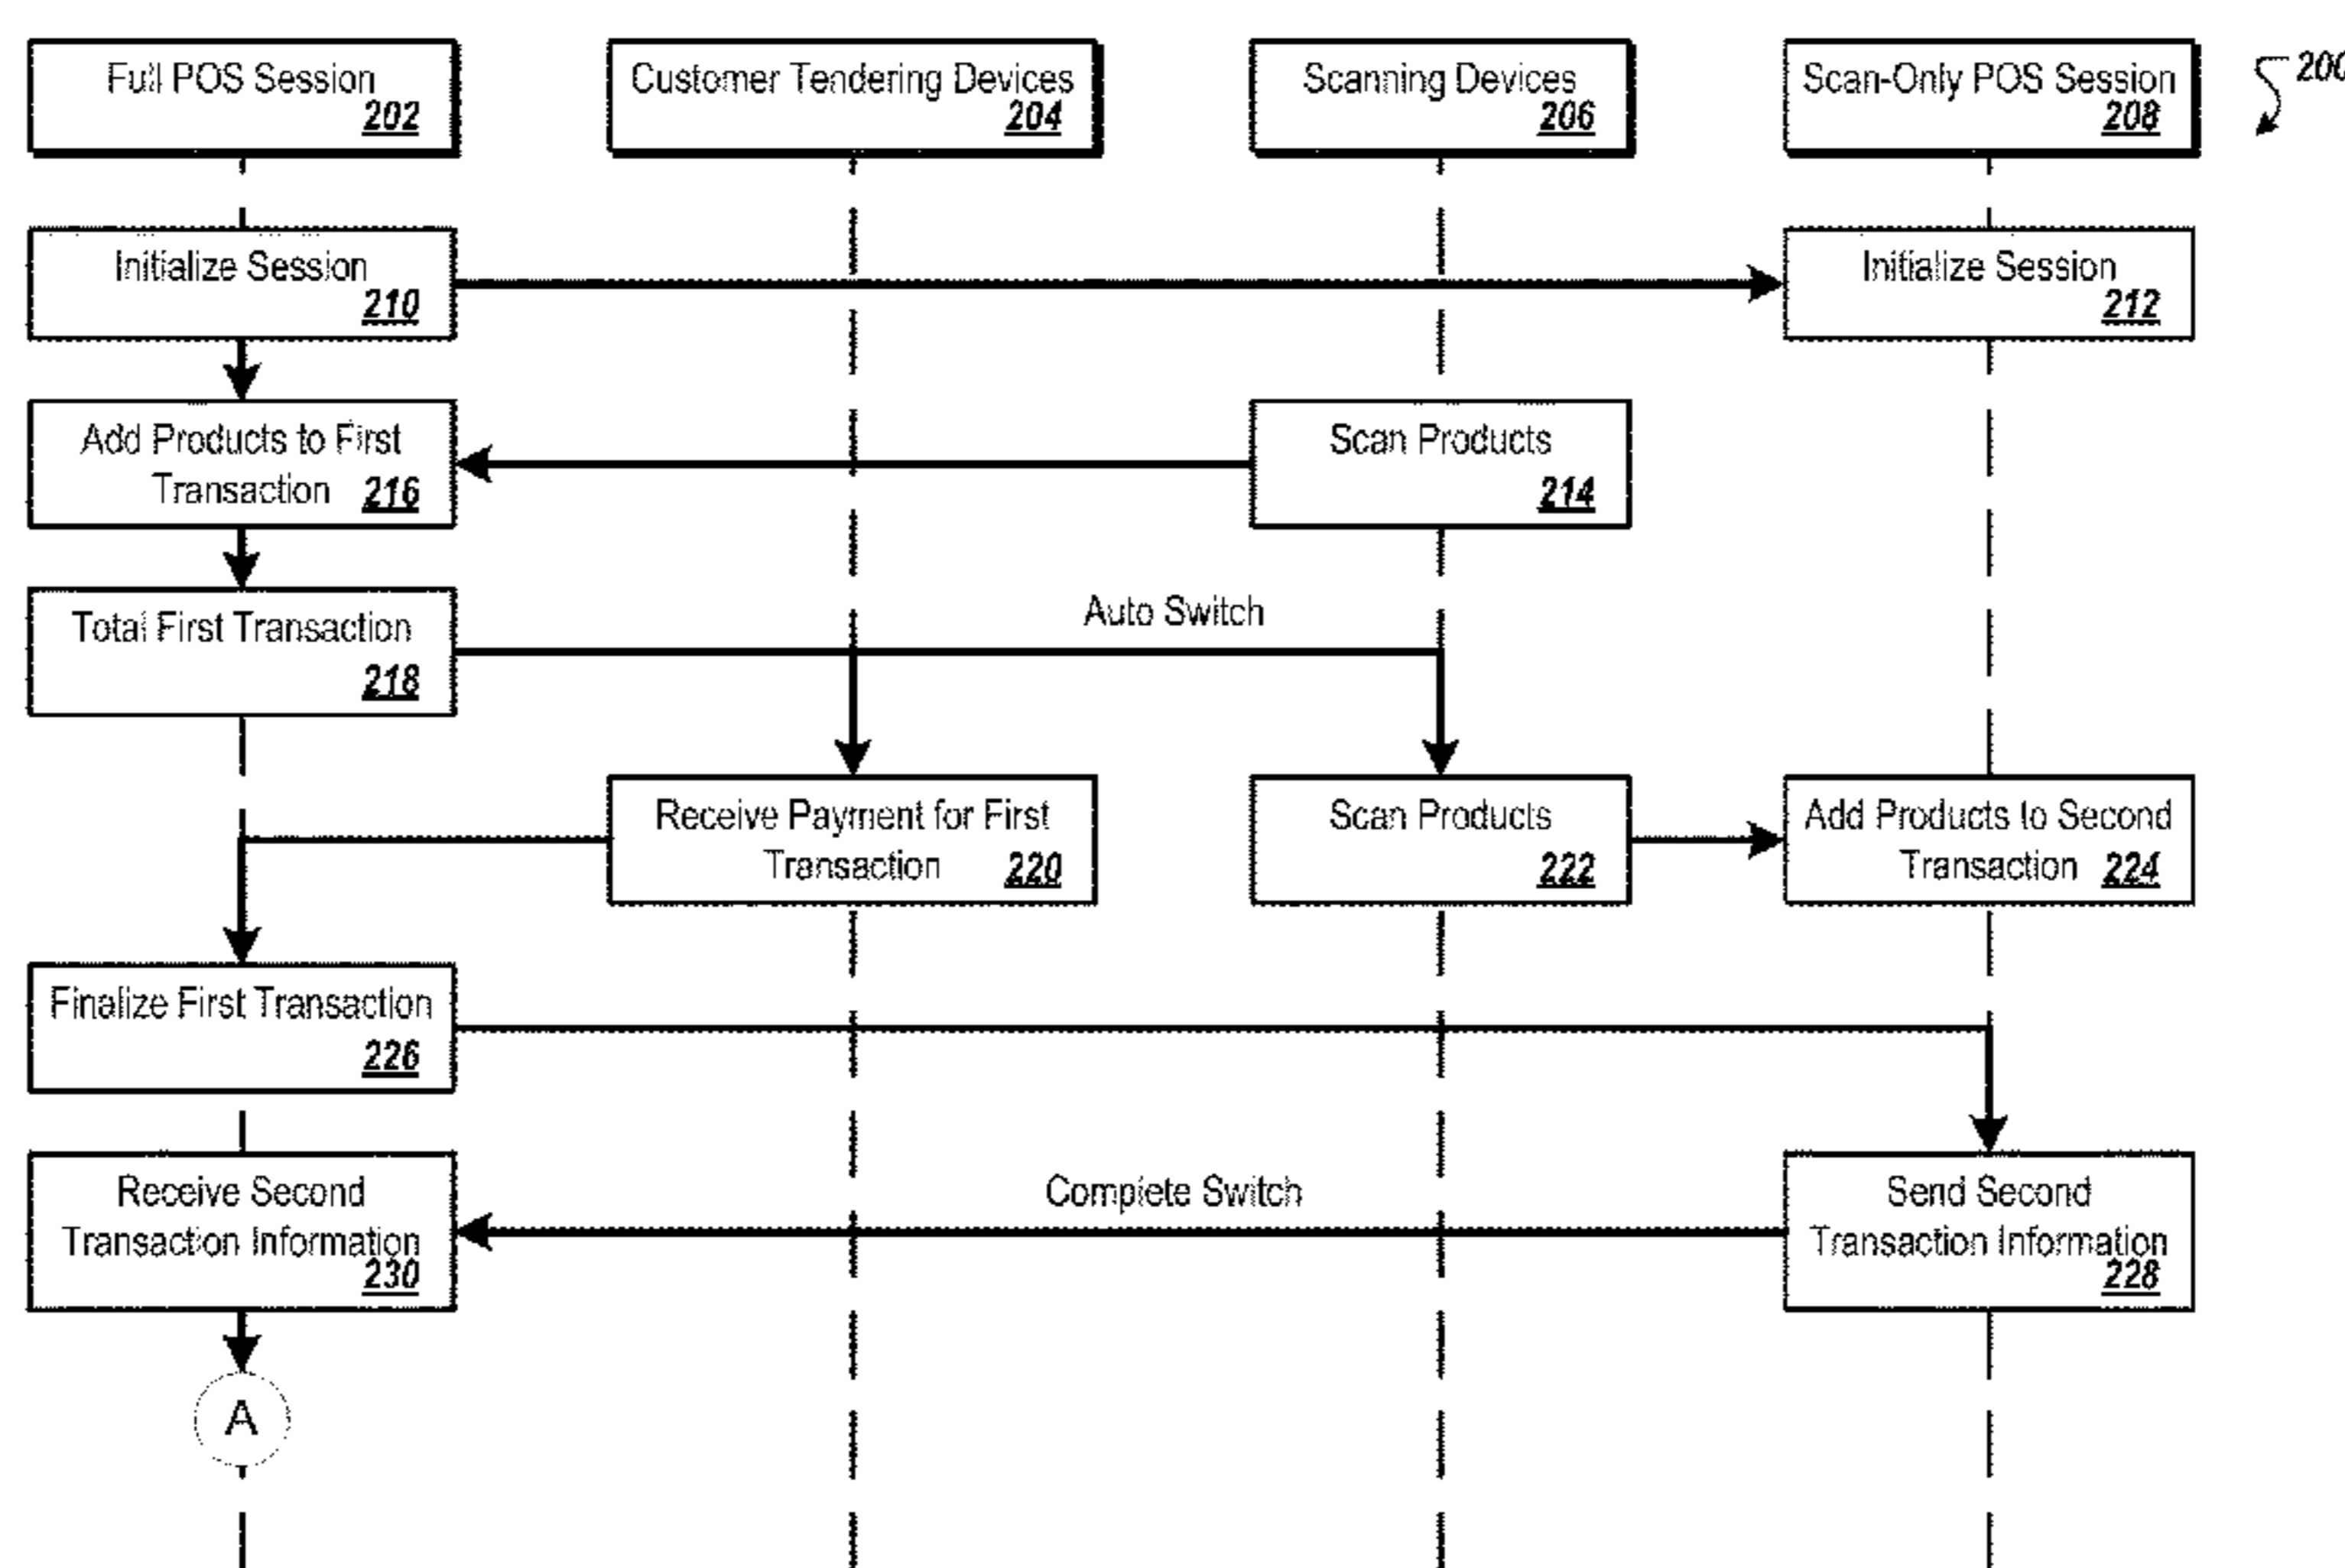 Full POS Session
202
Customer Tendering Devices
204
Scanning Devices
206
Scan-Only POS Session
208
200
Initialize Session
210
Initialize Session
212
Add Products to First
Transaction 216
Scan Products
214
Total First Transaction
218
Auto Switch
Receive Payment for First
Transaction 220
Scan Products
222
Add Products to Second
Transaction 224
Finalize First Transaction
226
Receive Second
Transaction Information
230
Complete Switch
Send Second
Transaction Information
228
A